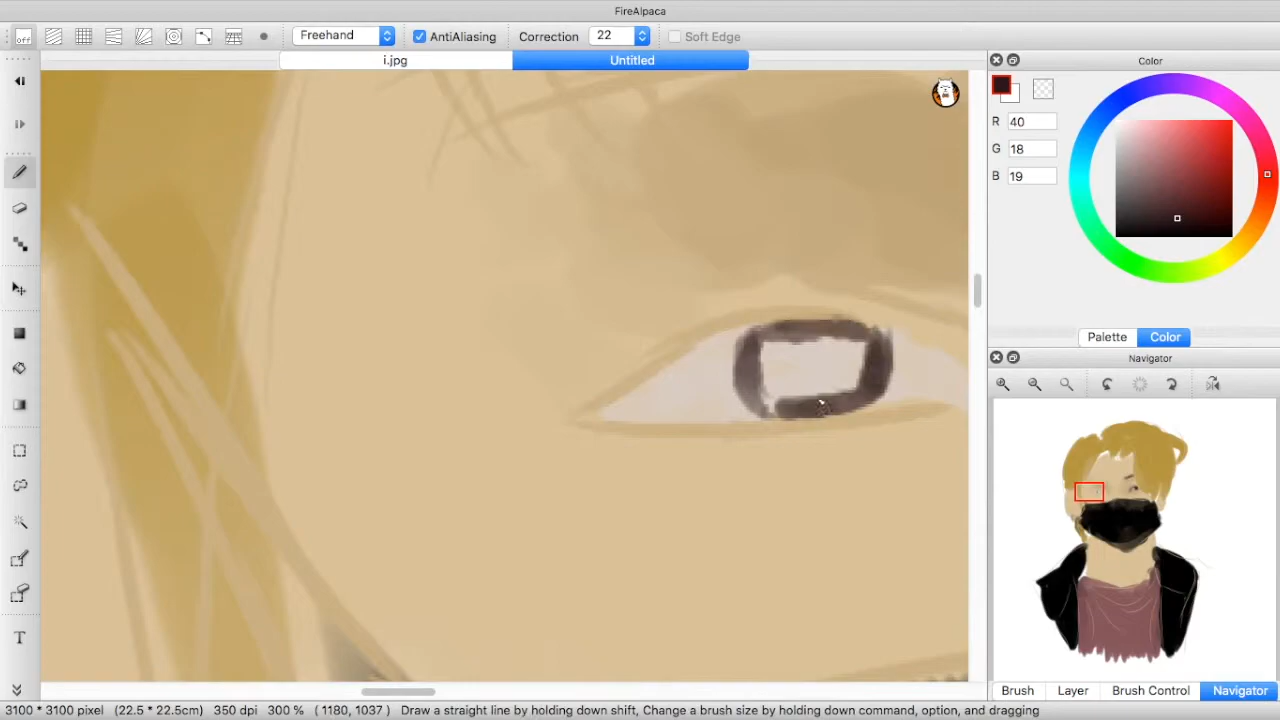 FireAlpaca
off Freehand AntiAliasing Correction 22 Soft Edge
i.jpg Untitled
Color
R 40
G 18
B 19
Palette Color
Navigator
Brush Layer Brush Control Navigator
3100 * 3100 pixel (22.5 * 22.5cm) 350 dpi 300 % ( 1180, 1037 ) Draw a straight line by holding down shift, Change a brush size by holding down command, option, and dragging
T